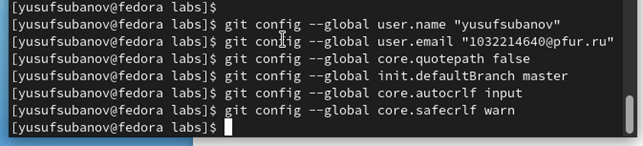 [yusufsubanov@fedora labs]$
[yusufsubanov@fedora labs]$ git config --global user.name "yusufsubanov"
[yusufsubanov@fedora labs]$ git config --global user.email "1032214640@pfur.ru"
[yusufsubanov@fedora labs]$ git config --global core.quotepath false
[yusufsubanov@fedora labs]$ git config --global init.defaultBranch master
[yusufsubanov@fedora labs]$ git config --global core.autocrlf input
[yusufsubanov@fedora labs]$ git config --global core.safecrlf warn
[yusufsubanov@fedora labs]$